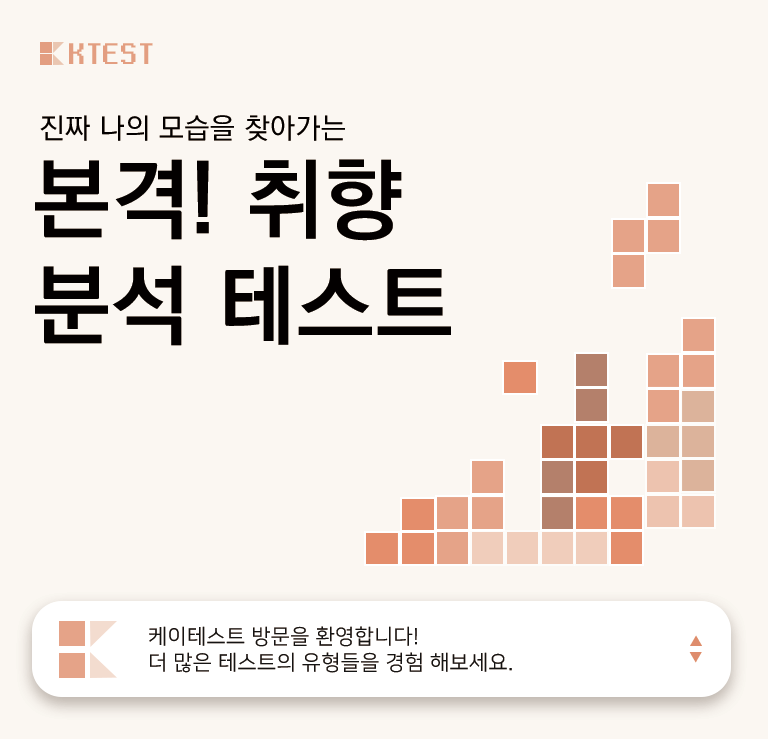 KTEST
진짜 나의 모습을 찾아가는
본격! 취향
분석 테스트
케이테스트 방문을 환영합니다!
더 많은 테스트의 유형들을 경험 해보세요.